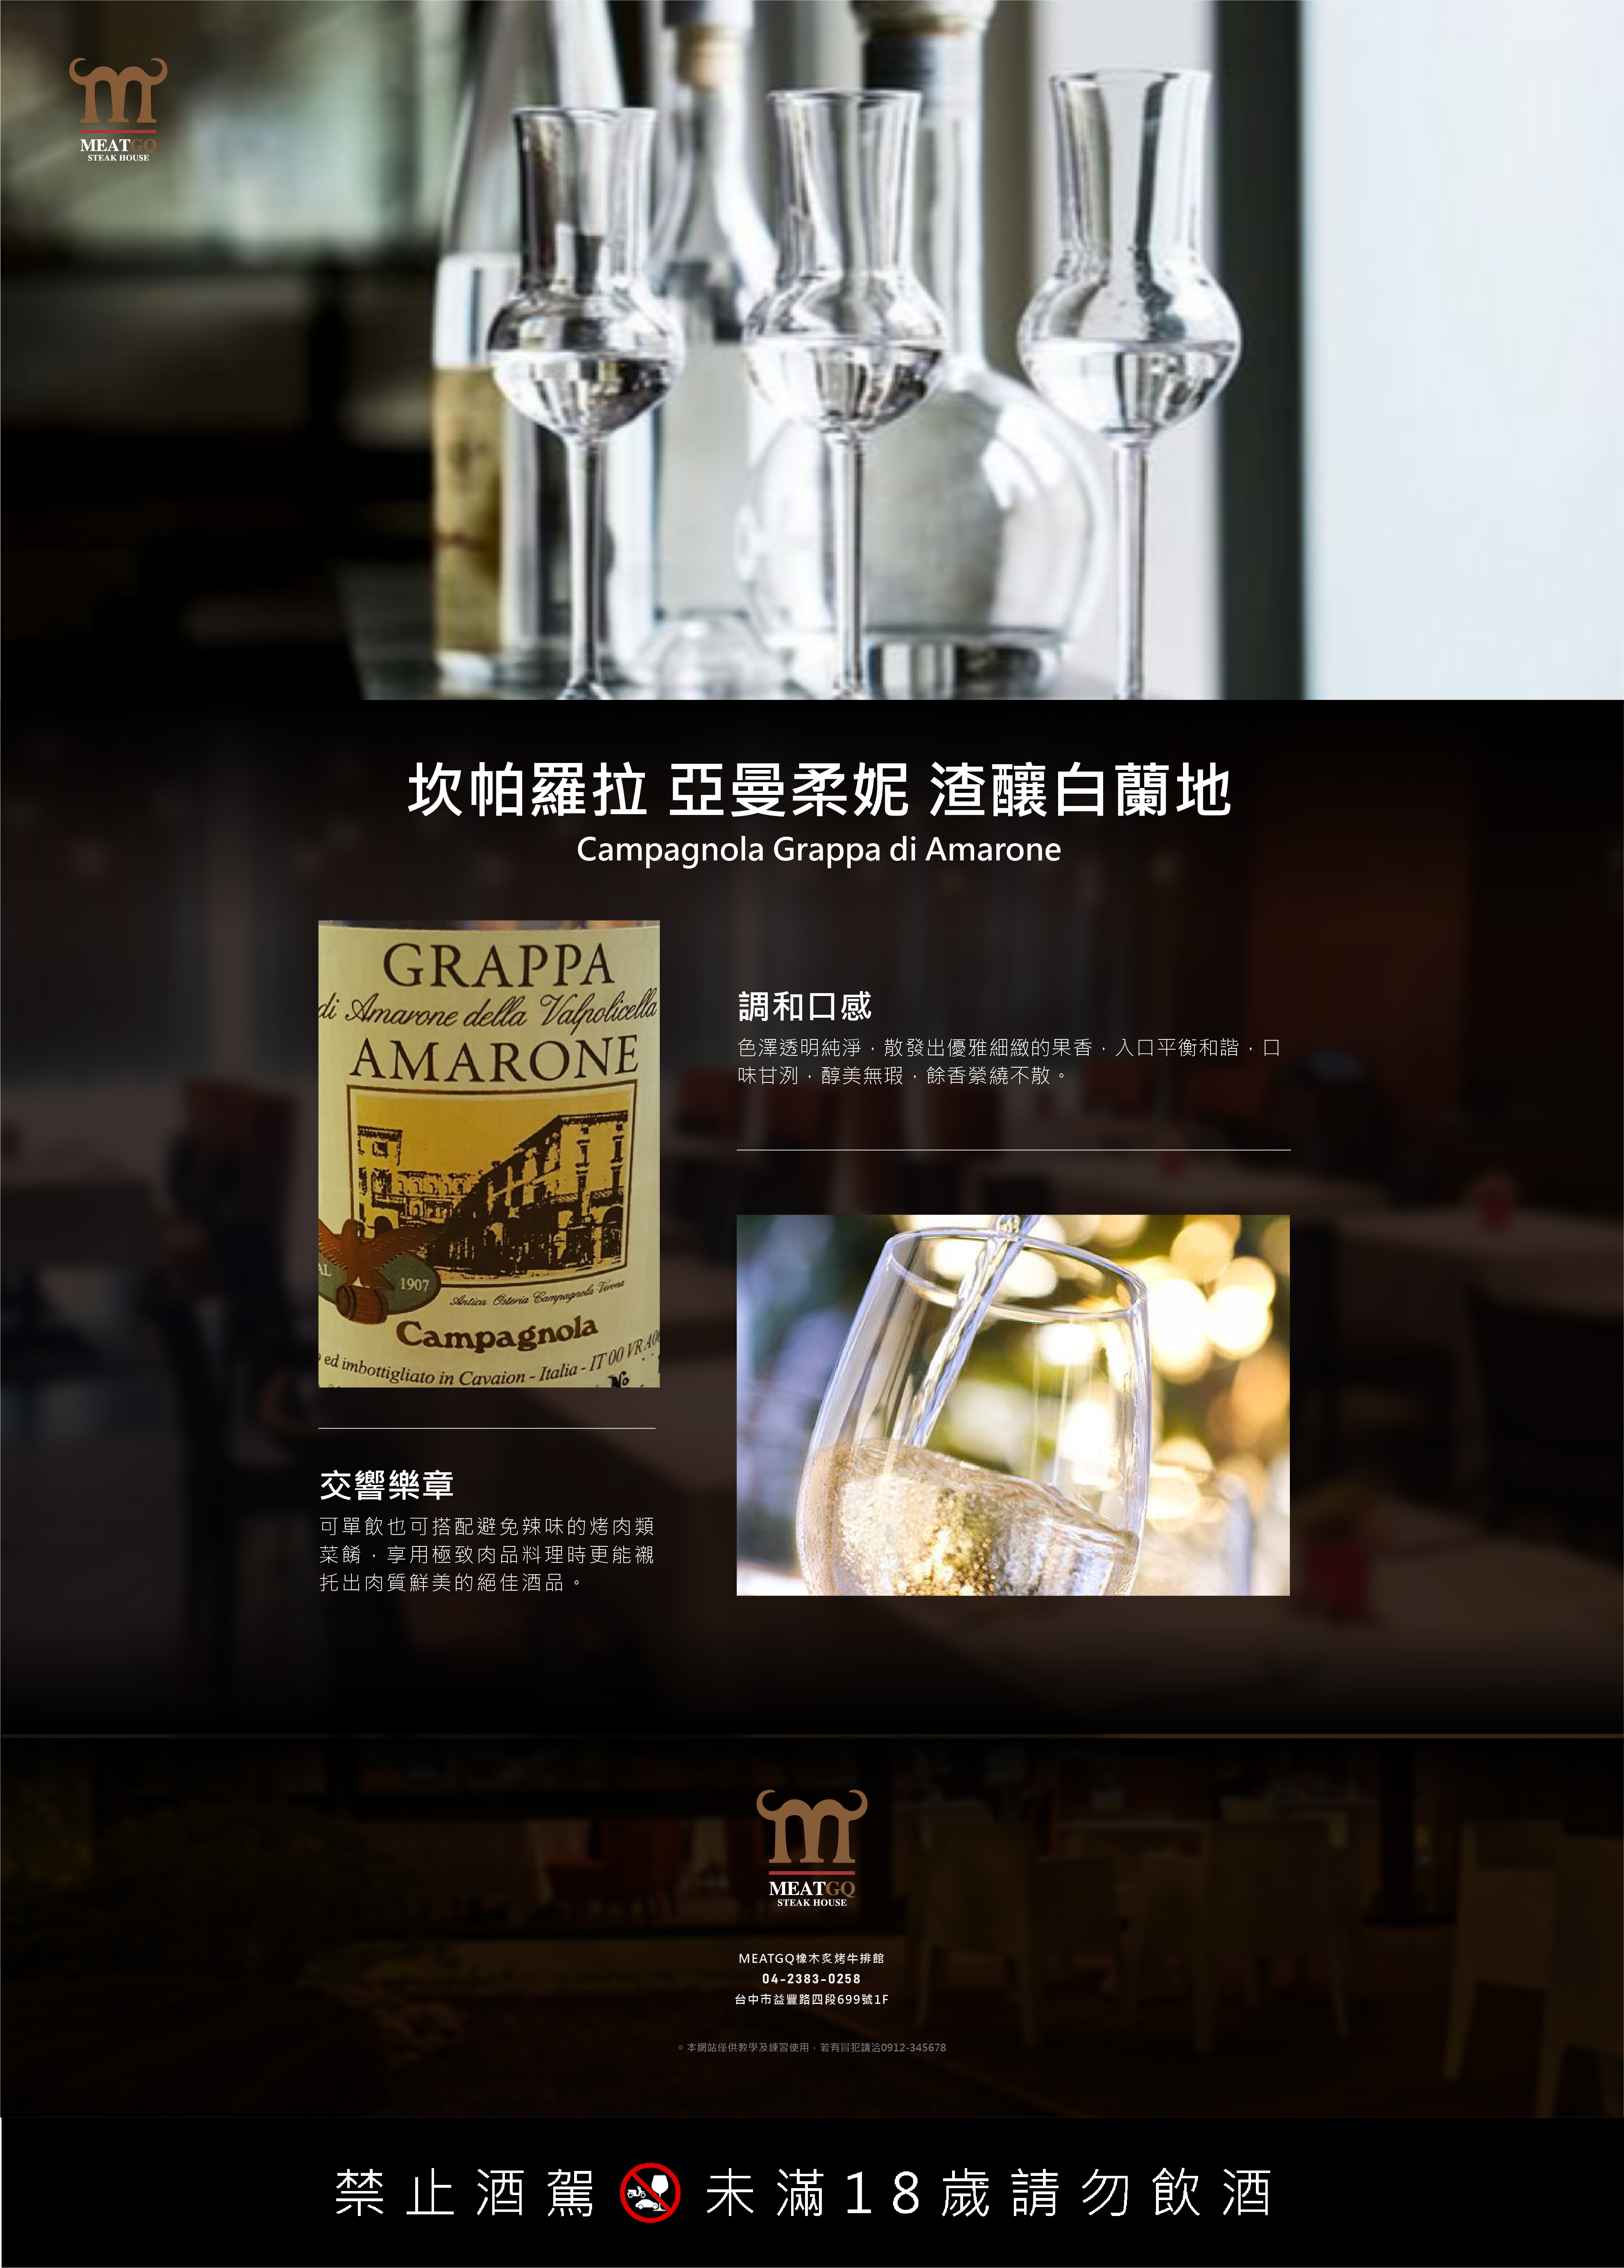 MEATGQ
STEAK HOUSE
坎帕羅拉 亞曼柔妮 渣釀白蘭地
Campagnola Grappa di Amarone
GRAPPA
di Amarone della Valpolicella
AMARONE
AL
1907
Antica Osteria Campagnola Verona
Campagnola
ed imbottigliato in Cavaion - Italia - IT 00 VR A00
No
調和口感
色澤透明純淨，散發出優雅細緻的果香，入口平衡和諧，口
味甘洌，醇美無瑕，餘香縈繞不散。
交響樂章
可單飲也可搭配避免辣味的烤肉類
菜餚，享用極致肉品料理時更能襯
托出肉質鮮美的絕佳酒品。
MEATGQ
STEAK HOUSE
MEATGQ橡木炙烤牛排館
04-2383-0258
台中市益豐路四段699號1F
。本網站僅供教學及練習使用，若有冒犯請洽0912-345678
禁止酒駕 未滿18歲請勿飲酒